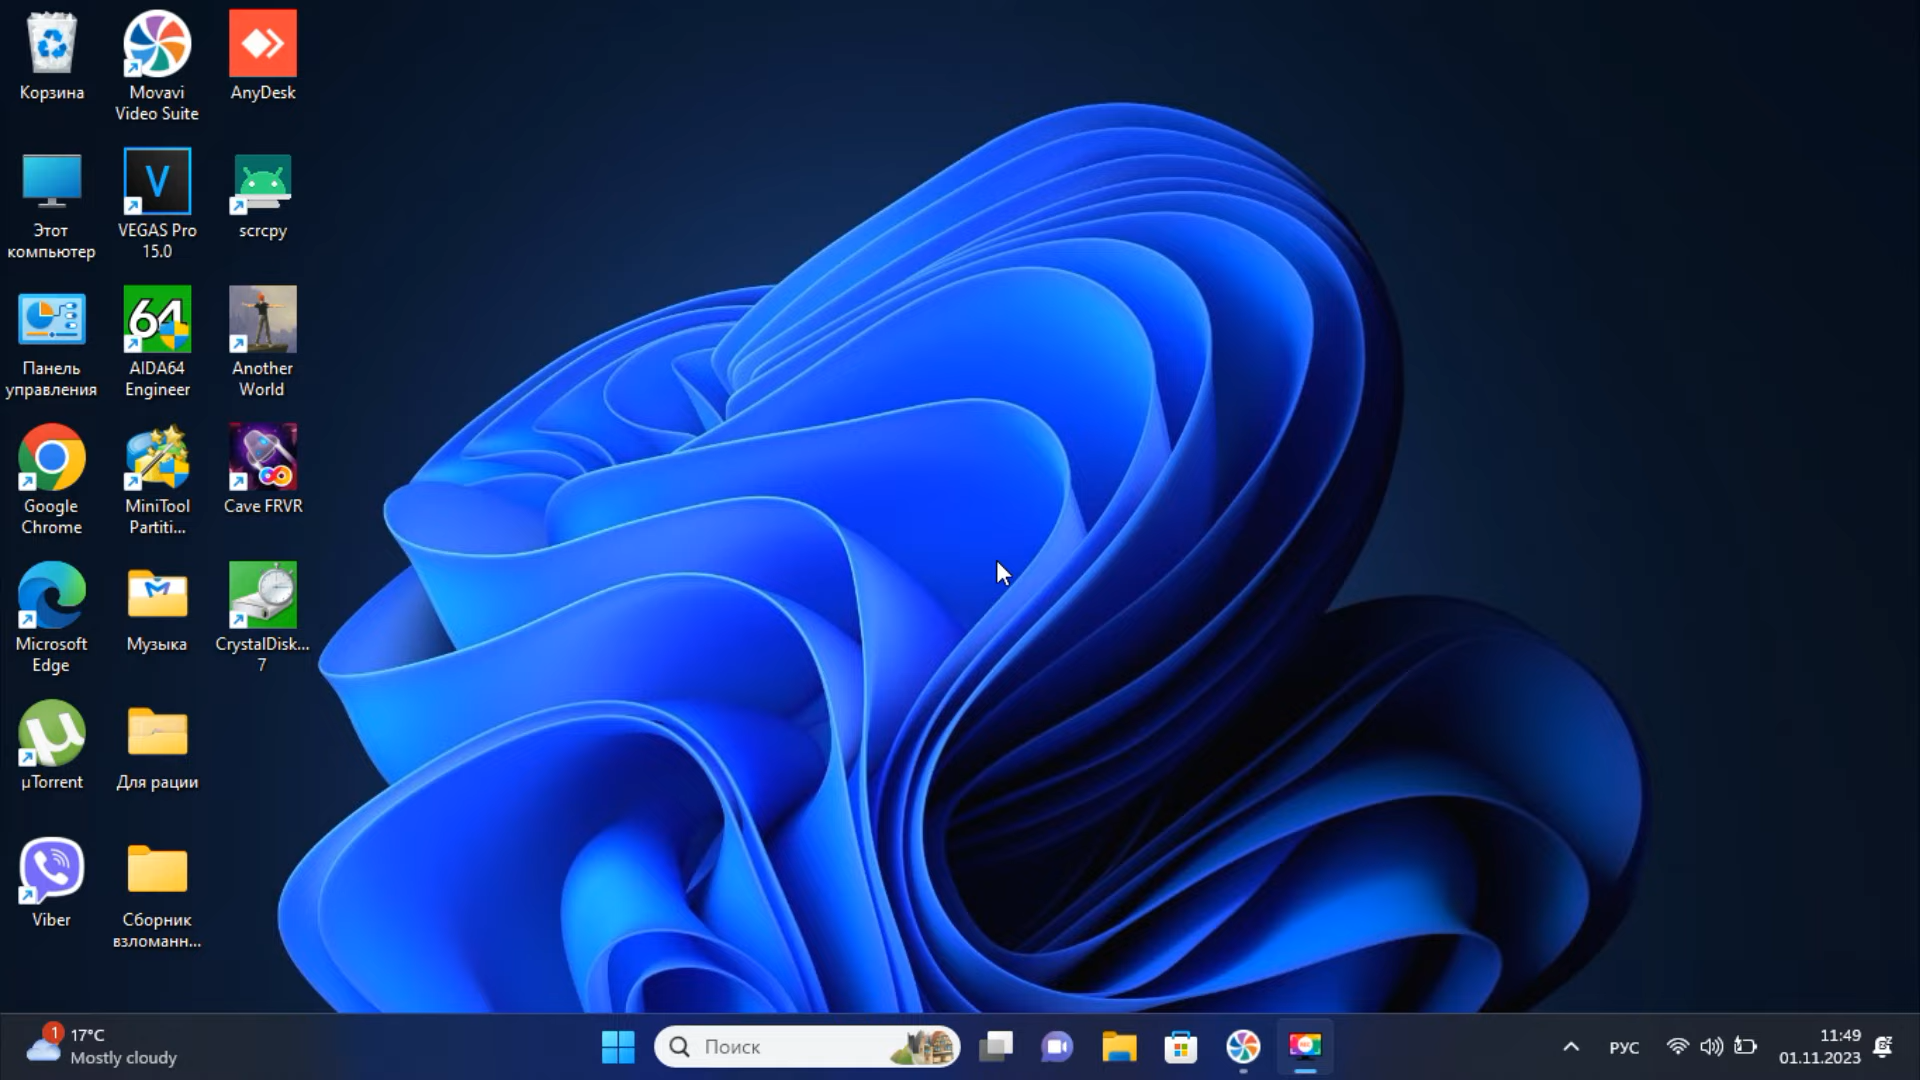 Корзина
Movavi
Video Suite
AnyDesk
Этот
компьютер
VEGAS Pro
15.0
scrcpy
Панель
управления
AIDA64
Engineer
Another
World
Google
Chrome
MiniTool
Partiti...
Cave FRVR
Microsoft
Edge
Музыка
CrystalDisk...
7
µTorrent
Для рации
Viber
Сборник
взломанн...
V
64
1
17°C
Mostly cloudy
Поиск
РУС
11:49
01.11.2023